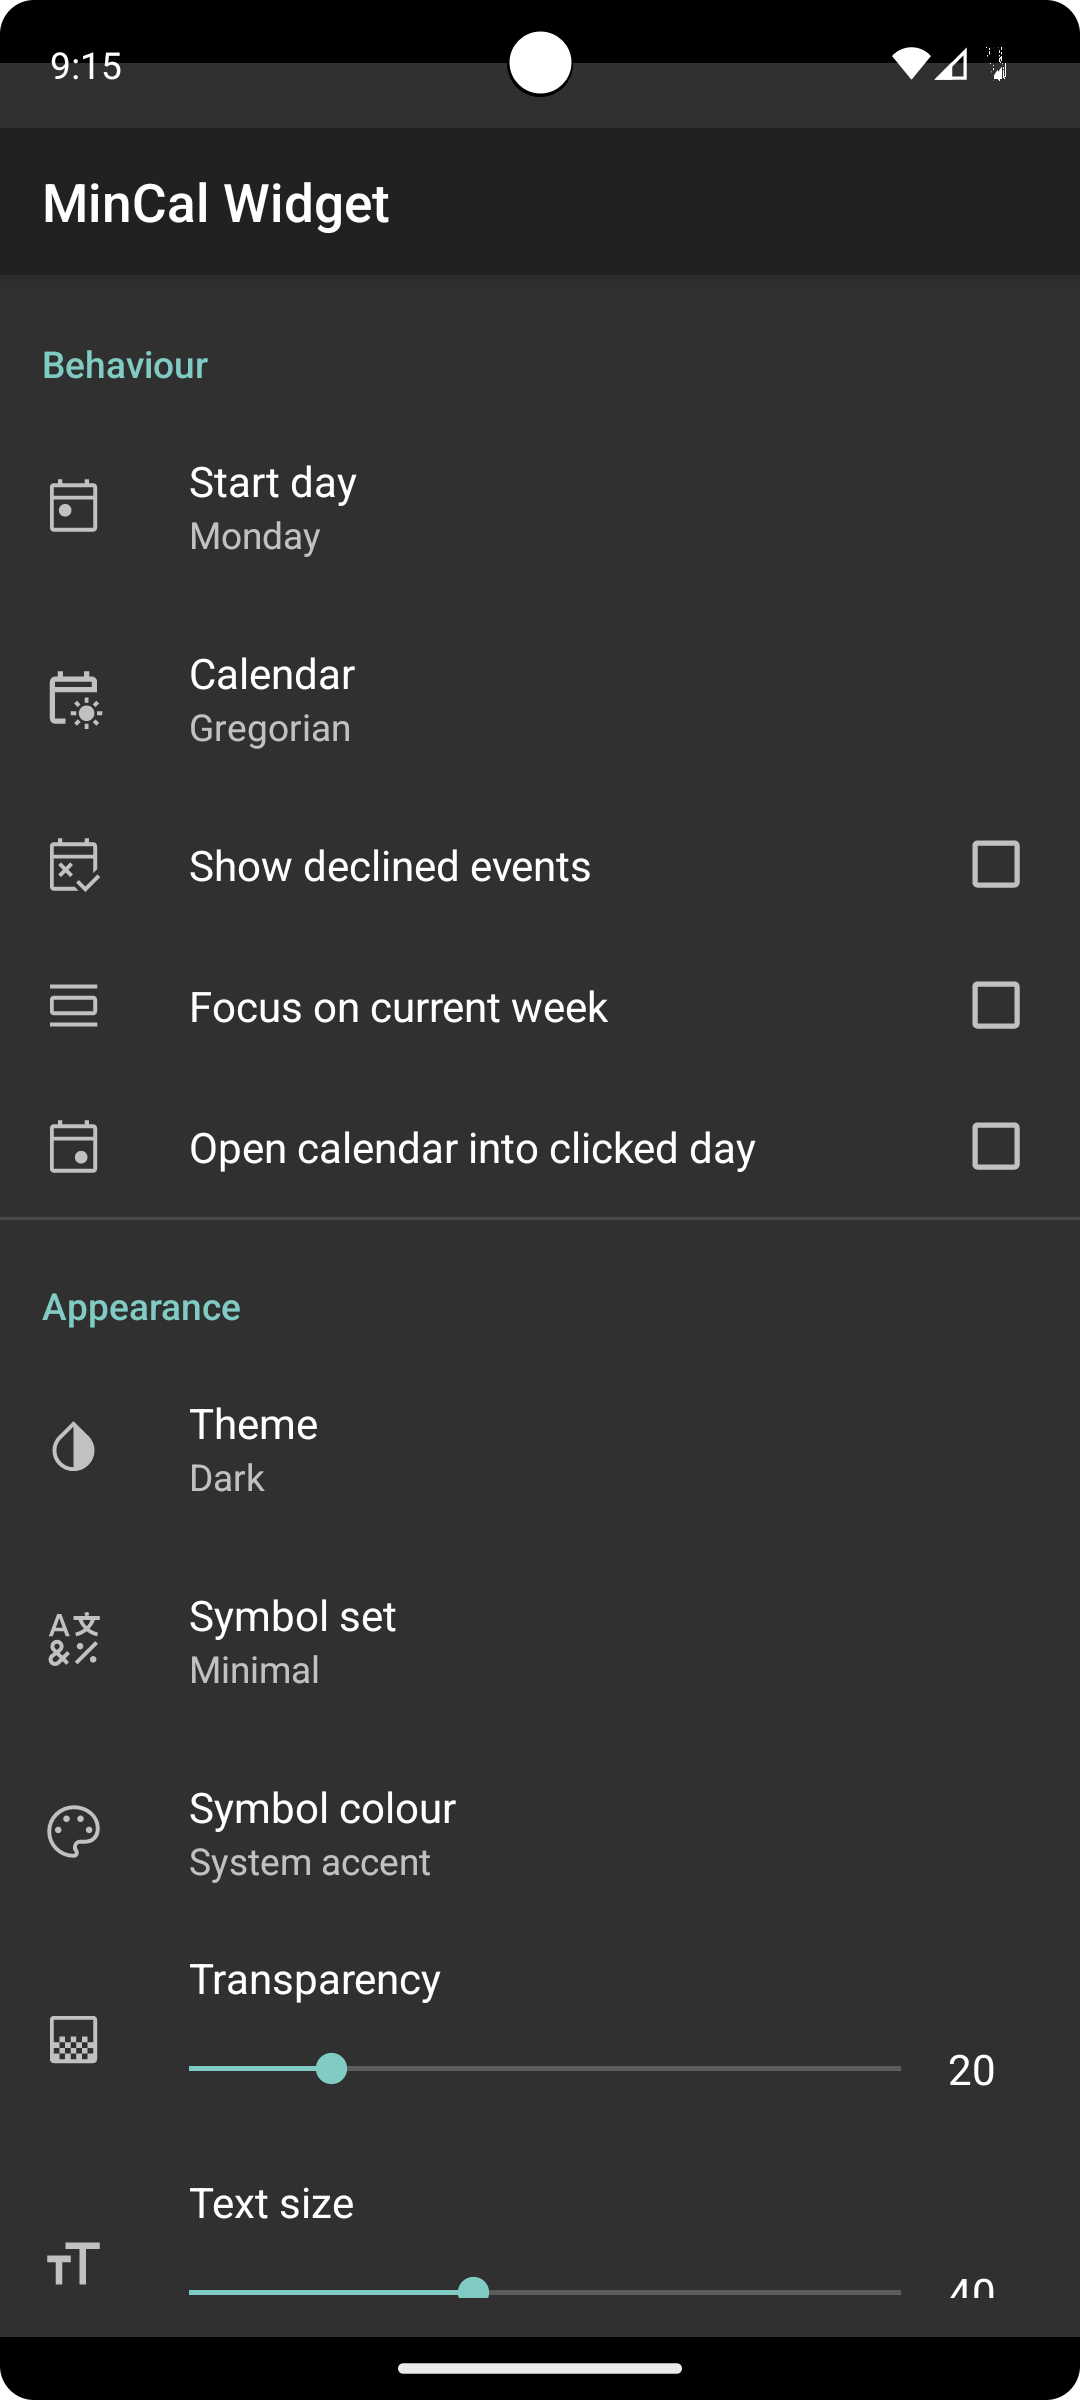 9:15
MinCal Widget
Behaviour
Start day
Monday
Calendar
Gregorian
Show declined events
Focus on current week
Open calendar into clicked day
Appearance
Theme
Dark
Symbol set
Minimal
Symbol colour
System accent
Transparency
20
Text size
40